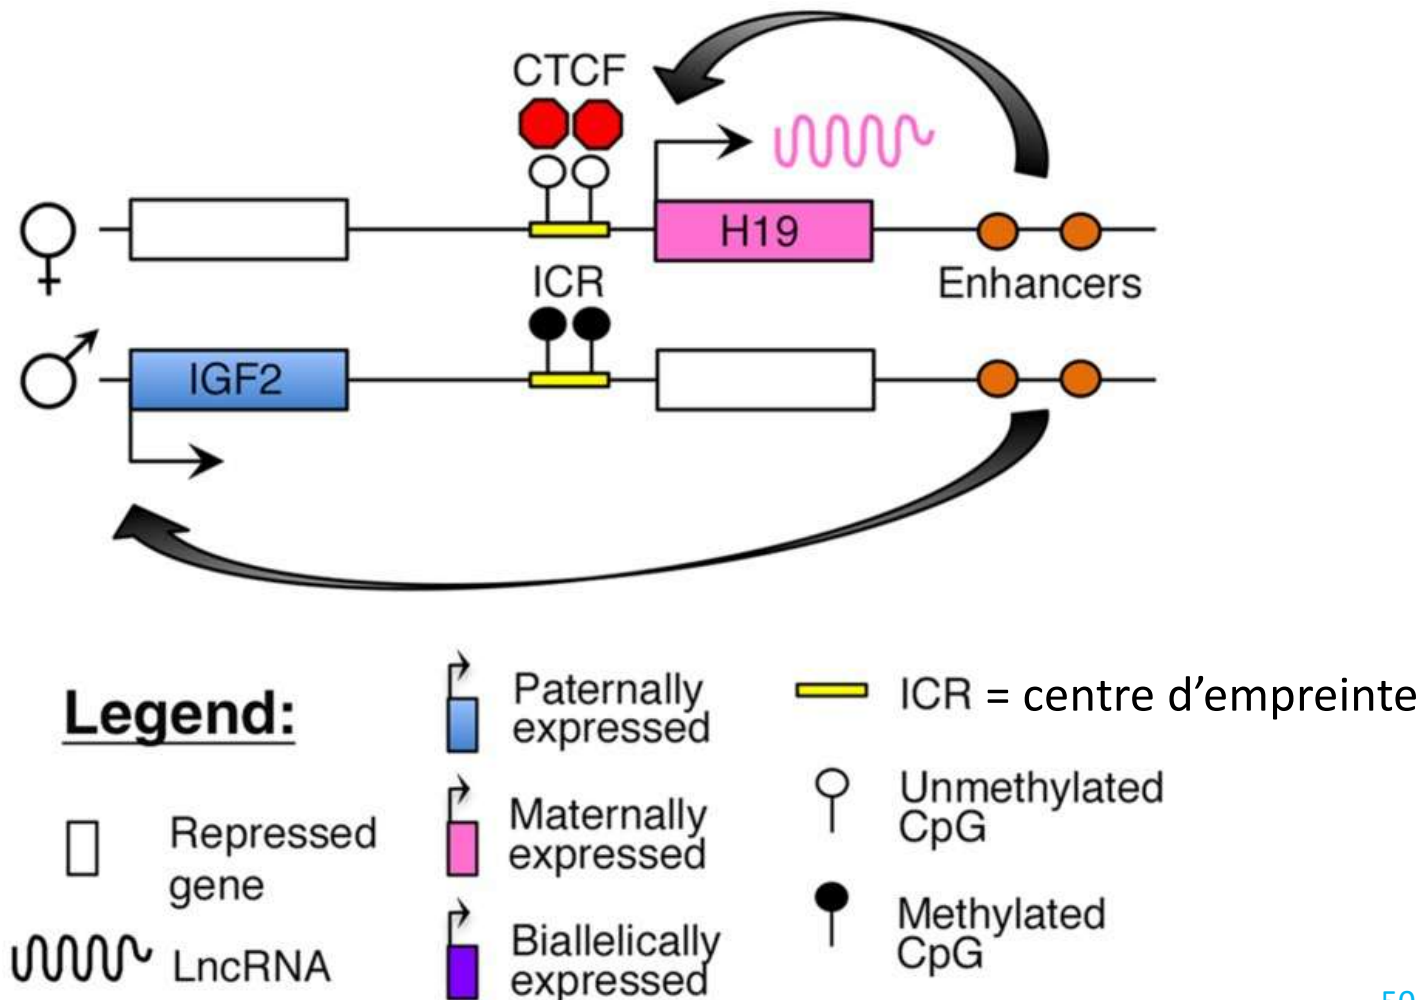 CTCF
H19
ICR
Enhancers
IGF2
Legend:
Repressed
gene
LncRNA
Paternally
expressed
Maternally
expressed
Biallelically
expressed
ICR = centre d’empreinte
Unmethylated
CpG
Methylated
CpG